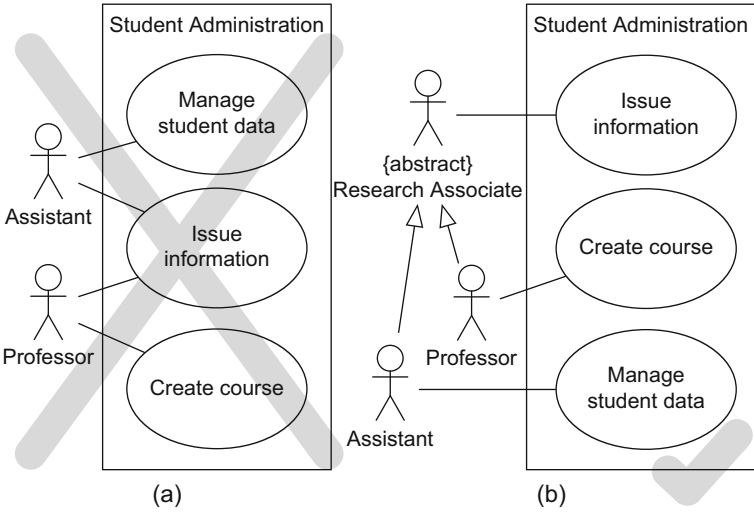 Student Administration
Manage
student data
Assistant
Issue
information
Professor
Create course
(a)
Student Administration
Issue
information
{abstract}
Research Associate
Create course
Professor
Manage
student data
Assistant
(b)